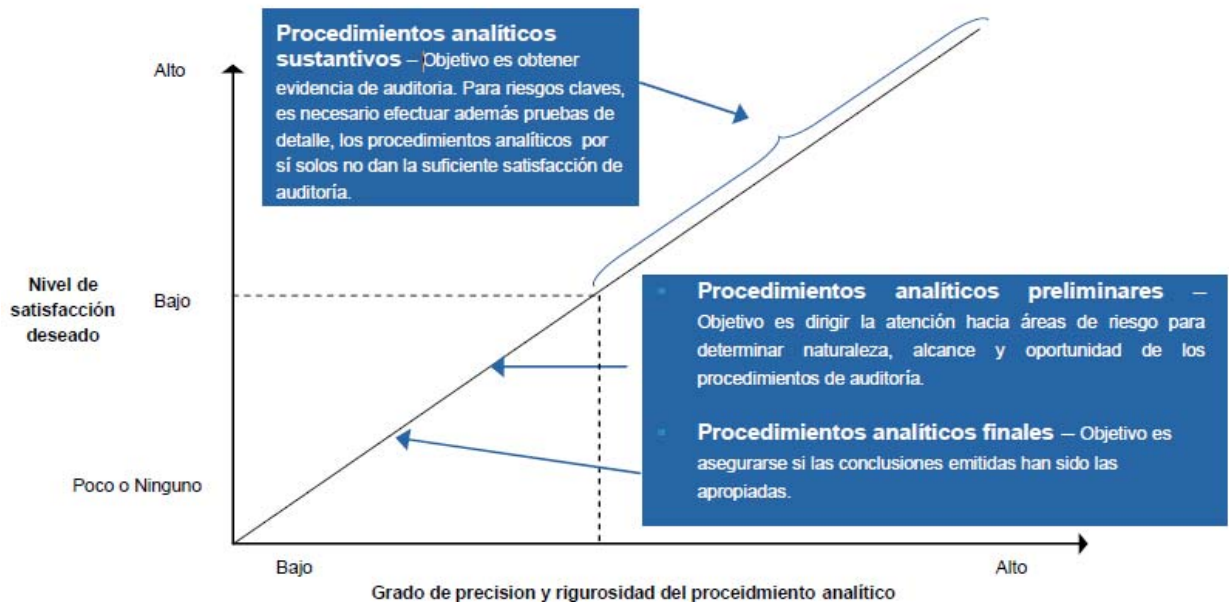 Procedimientos analíticos
sustantivos – Objetivo es obtener
evidencia de auditoria. Para riesgos claves,
es necesario efectuar además pruebas de
detalle, los procedimientos analíticos por
sí solos no dan la suficiente satisfacción de
auditoría.
Alto
Nivel de
satisfacción
deseado
Bajo
Procedimientos analíticos preliminares –
Objetivo es dirigir la atención hacia áreas de riesgo para
determinar naturaleza, alcance y oportunidad de los
procedimientos de auditoría.
Procedimientos analíticos finales – Objetivo es
asegurarse si las conclusiones emitidas han sido las
apropiadas.
Poco o Ninguno
Bajo
Alto
Grado de precision y rigurosidad del proceidmiento analítico